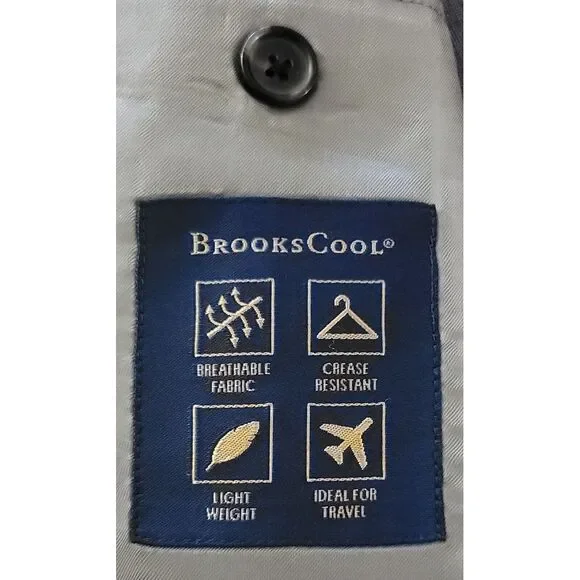 BROOKSCOOL®
BREATHABLE
FABRIC
CREASE
RESISTANT
LIGHT
WEIGHT
IDEAL FOR
TRAVEL